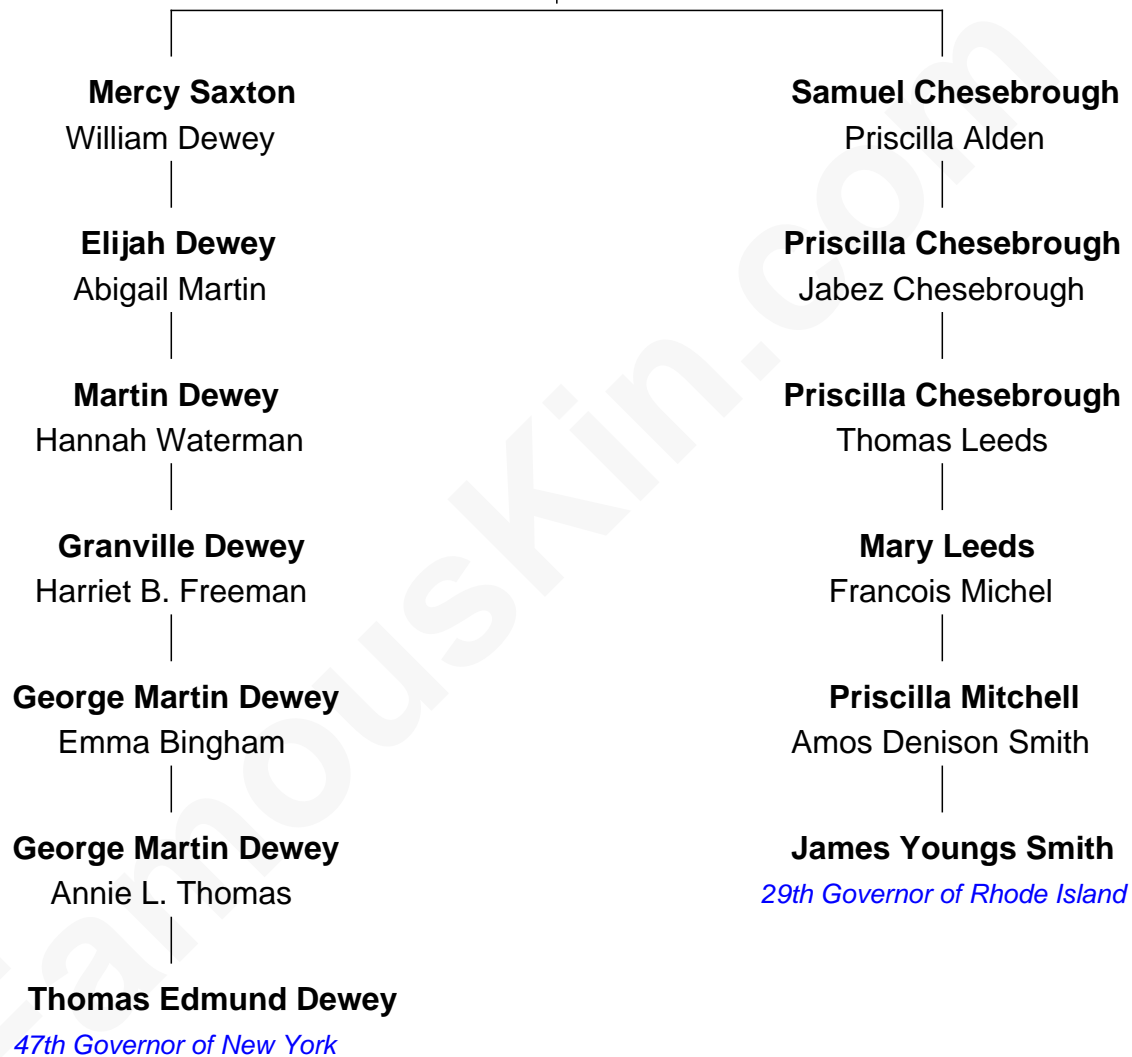 Mercy Saxton
William Dewey
Samuel Chesebrough
Priscilla Alden
Elijah Dewey
Abigail Martin
Priscilla Chesebrough
Jabez Chesebrough
Martin Dewey
Hannah Waterman
Priscilla Chesebrough
Thomas Leeds
Granville Dewey
Harriet B. Freeman
Mary Leeds
Francois Michel
George Martin Dewey
Emma Bingham
Priscilla Mitchell
Amos Denison Smith
George Martin Dewey
Annie L. Thomas
James Youngs Smith
29th Governor of Rhode Island
Thomas Edmund Dewey
47th Governor of New York
FamousKin.com